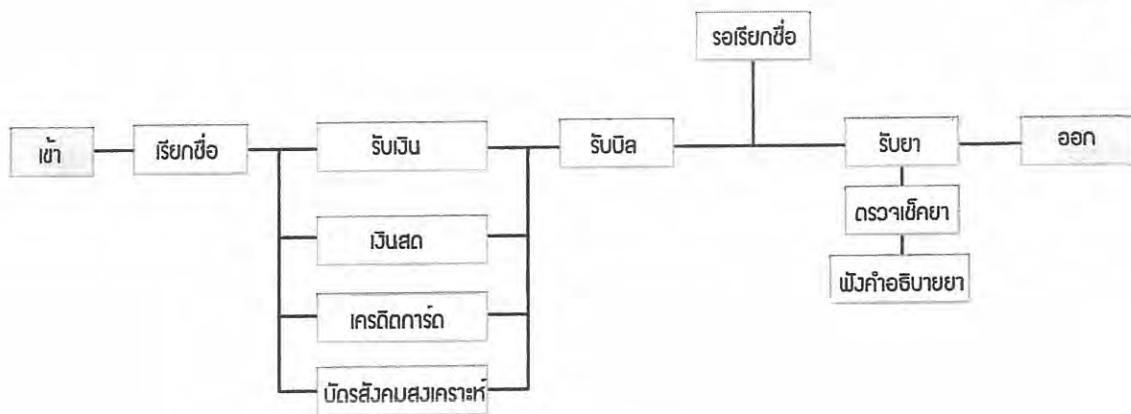 รอเรียกชื่อ
เข้า
เรียกชื่อ
รับเงิน
รับบิล
รับยา
ออก
ตรวจเช็คยา
เงินสด
ฟังคำอธิบายยา
เครดิตการ์ด
บัตรสังคมสงเคราะห์